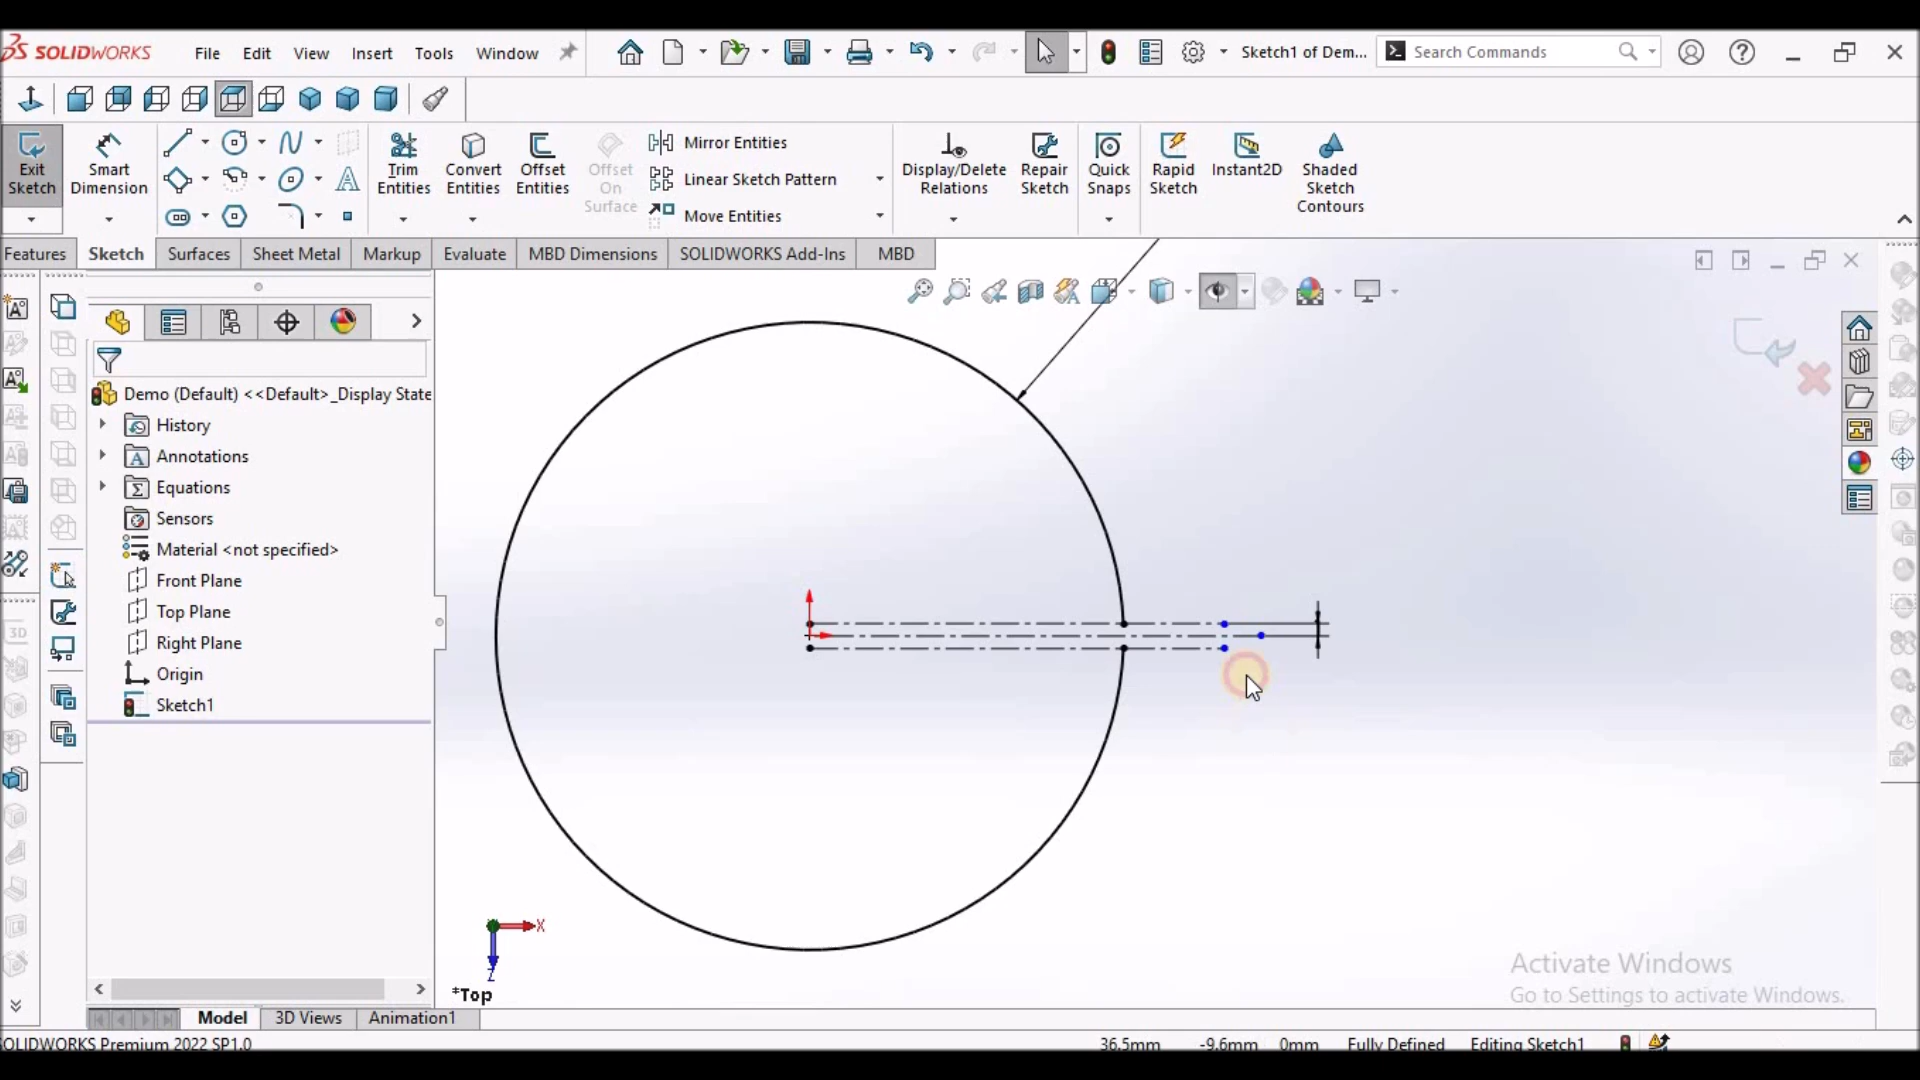 SOLIDWORKS File Edit View Insert Tools Window Sketch1 of Dem... Search Commands
Exit Sketch
Smart Dimension
Trim Entities
Convert Entities
Offset Entities
Offset On Surface
Mirror Entities
Linear Sketch Pattern
Move Entities
Display/Delete Relations
Repair Sketch
Quick Snaps
Rapid Sketch
Instant2D
Shaded Sketch Contours
Features Sketch Surfaces Sheet Metal Markup Evaluate MBD Dimensions SOLIDWORKS Add-Ins MBD
Demo (Default) <<Default>_Display State
History
Annotations
Equations
Sensors
Material <not specified>
Front Plane
Top Plane
Right Plane
Origin
Sketch1
X
Z
*Top
Activate Windows
Go to Settings to activate Windows.
Model 3D Views Animation1
SOLIDWORKS Premium 2022 SP1.0 36.5mm -9.6mm 0mm Fully Defined Editing Sketch1